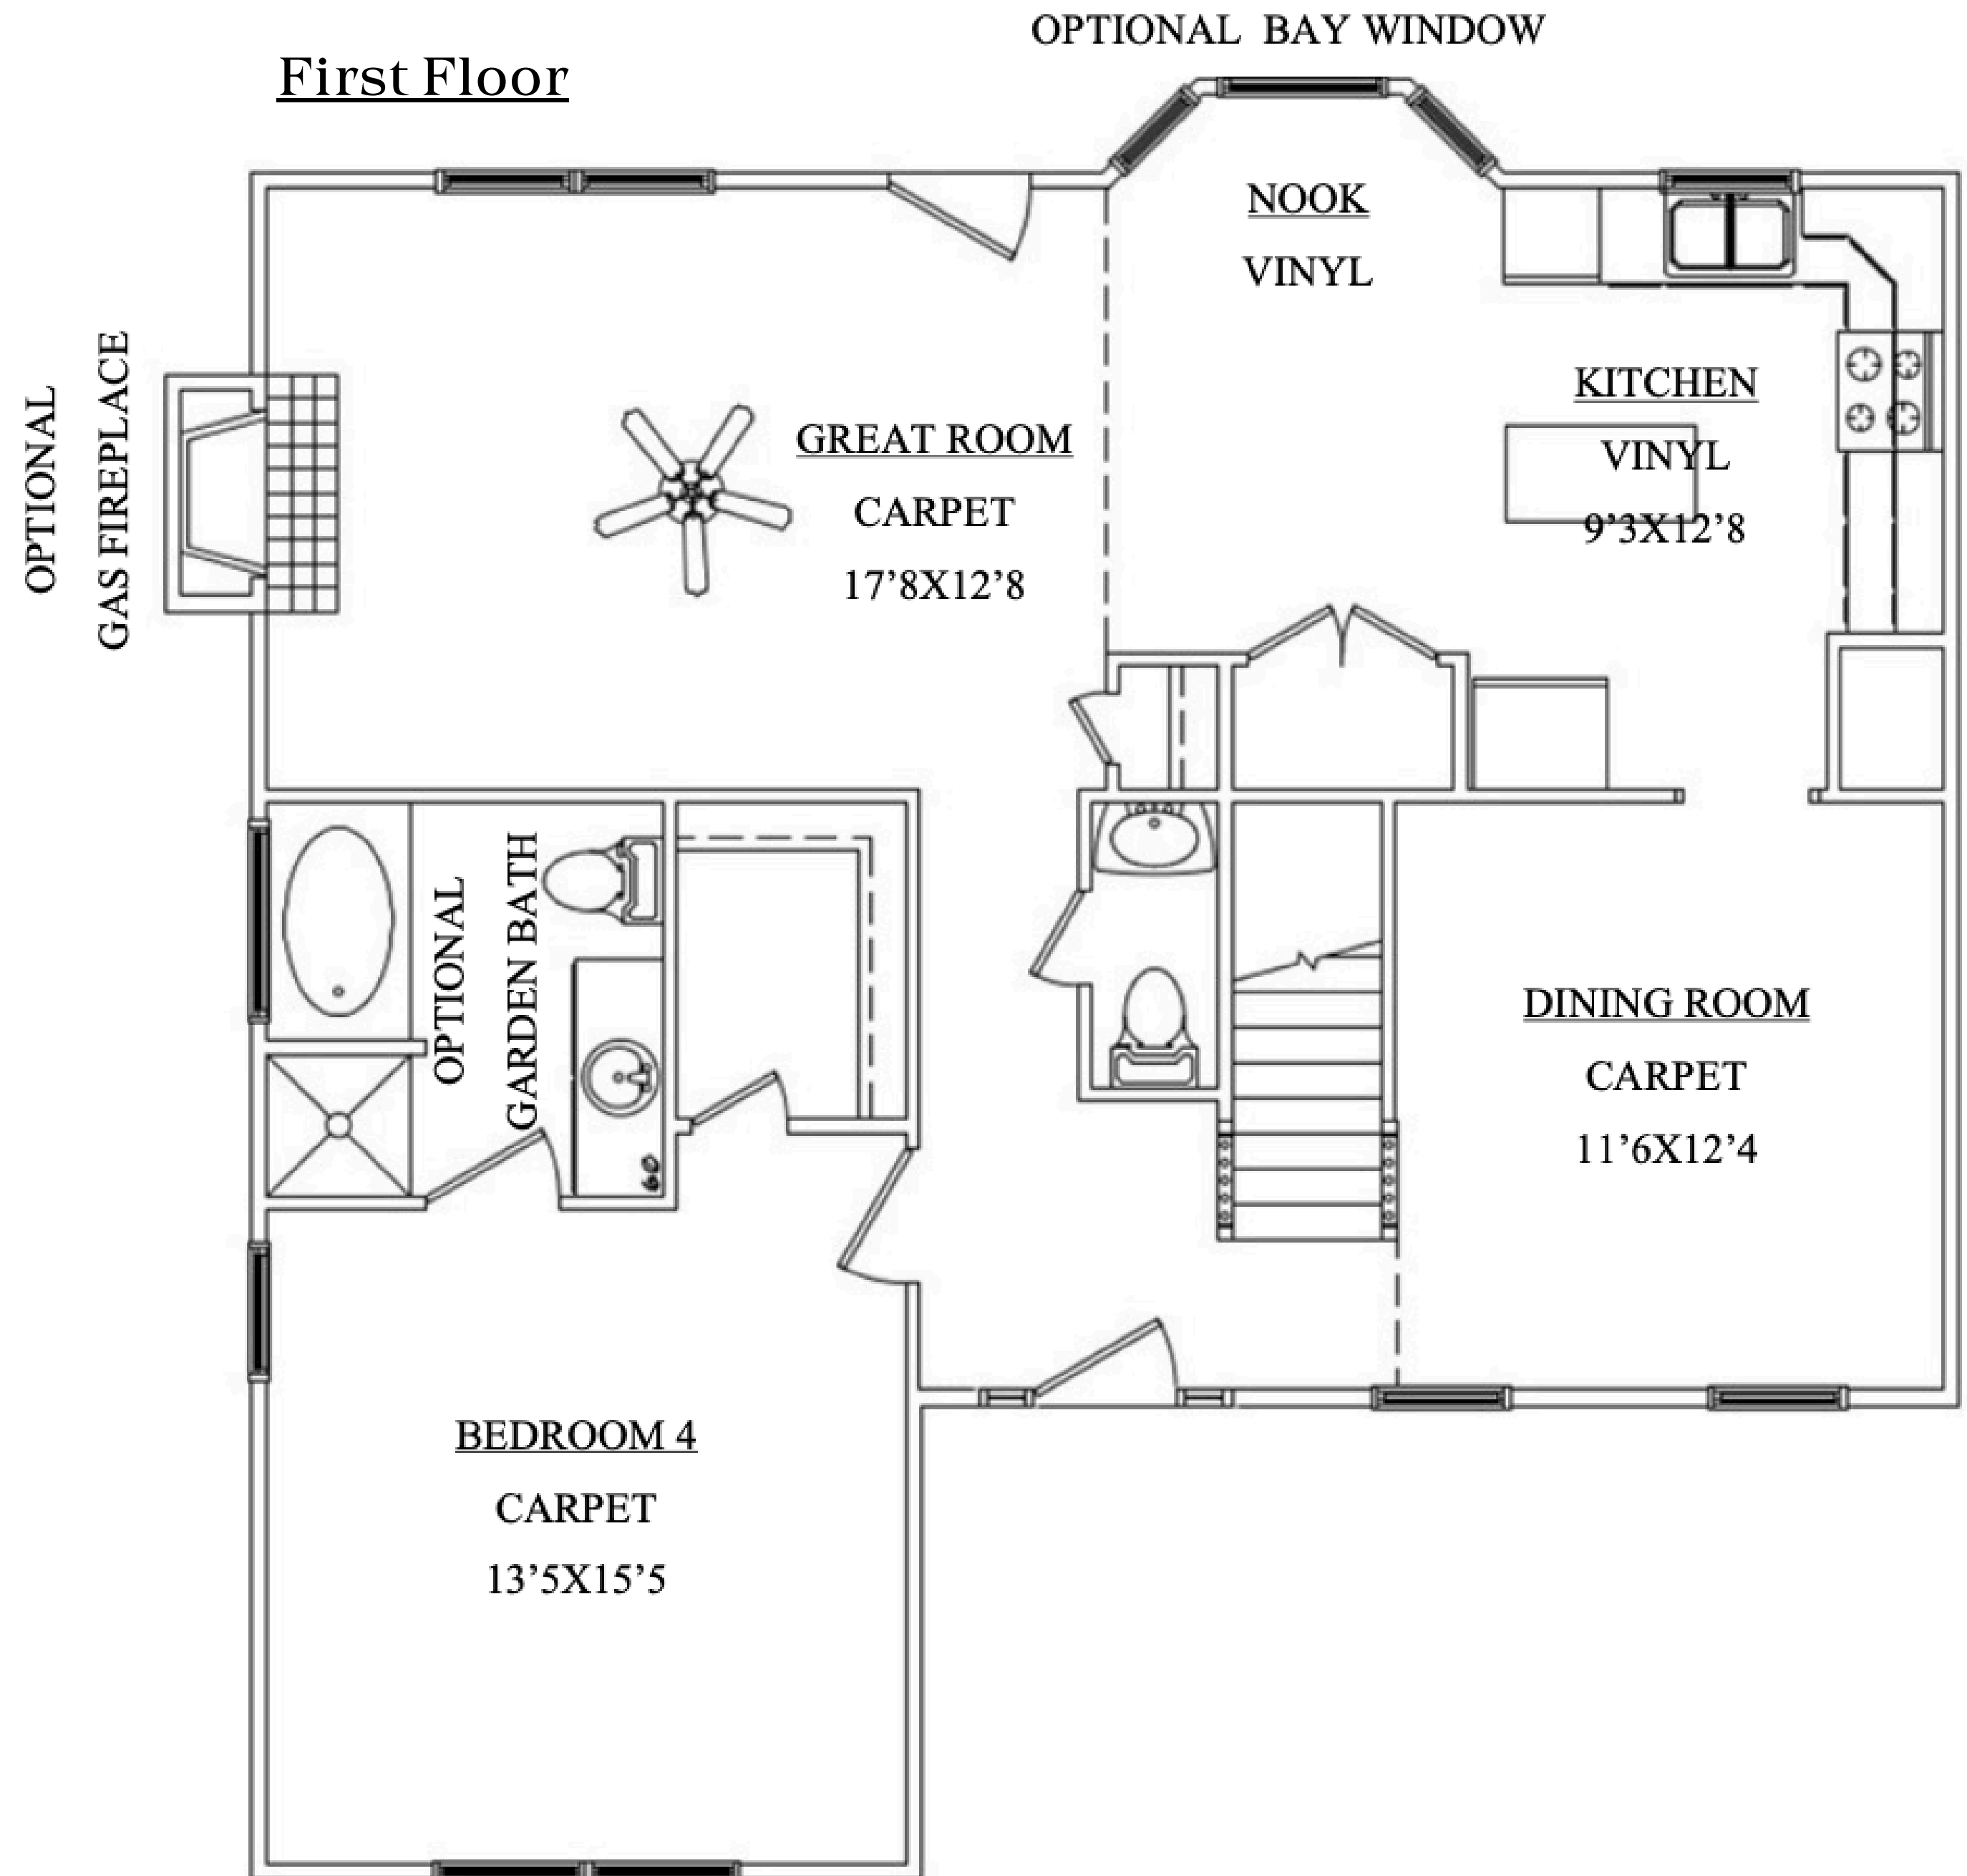 OPTIONAL  BAY WINDOW
First Floor
NOOK
VINYL
OPTIONAL
GAS FIREPLACE
GREAT ROOM
CARPET
17’8X12’8
KITCHEN
VINYL
9’3X12’8
OPTIONAL
GARDEN BATH
DINING ROOM
CARPET
11’6X12’4
BEDROOM 4
CARPET
13’5X15’5